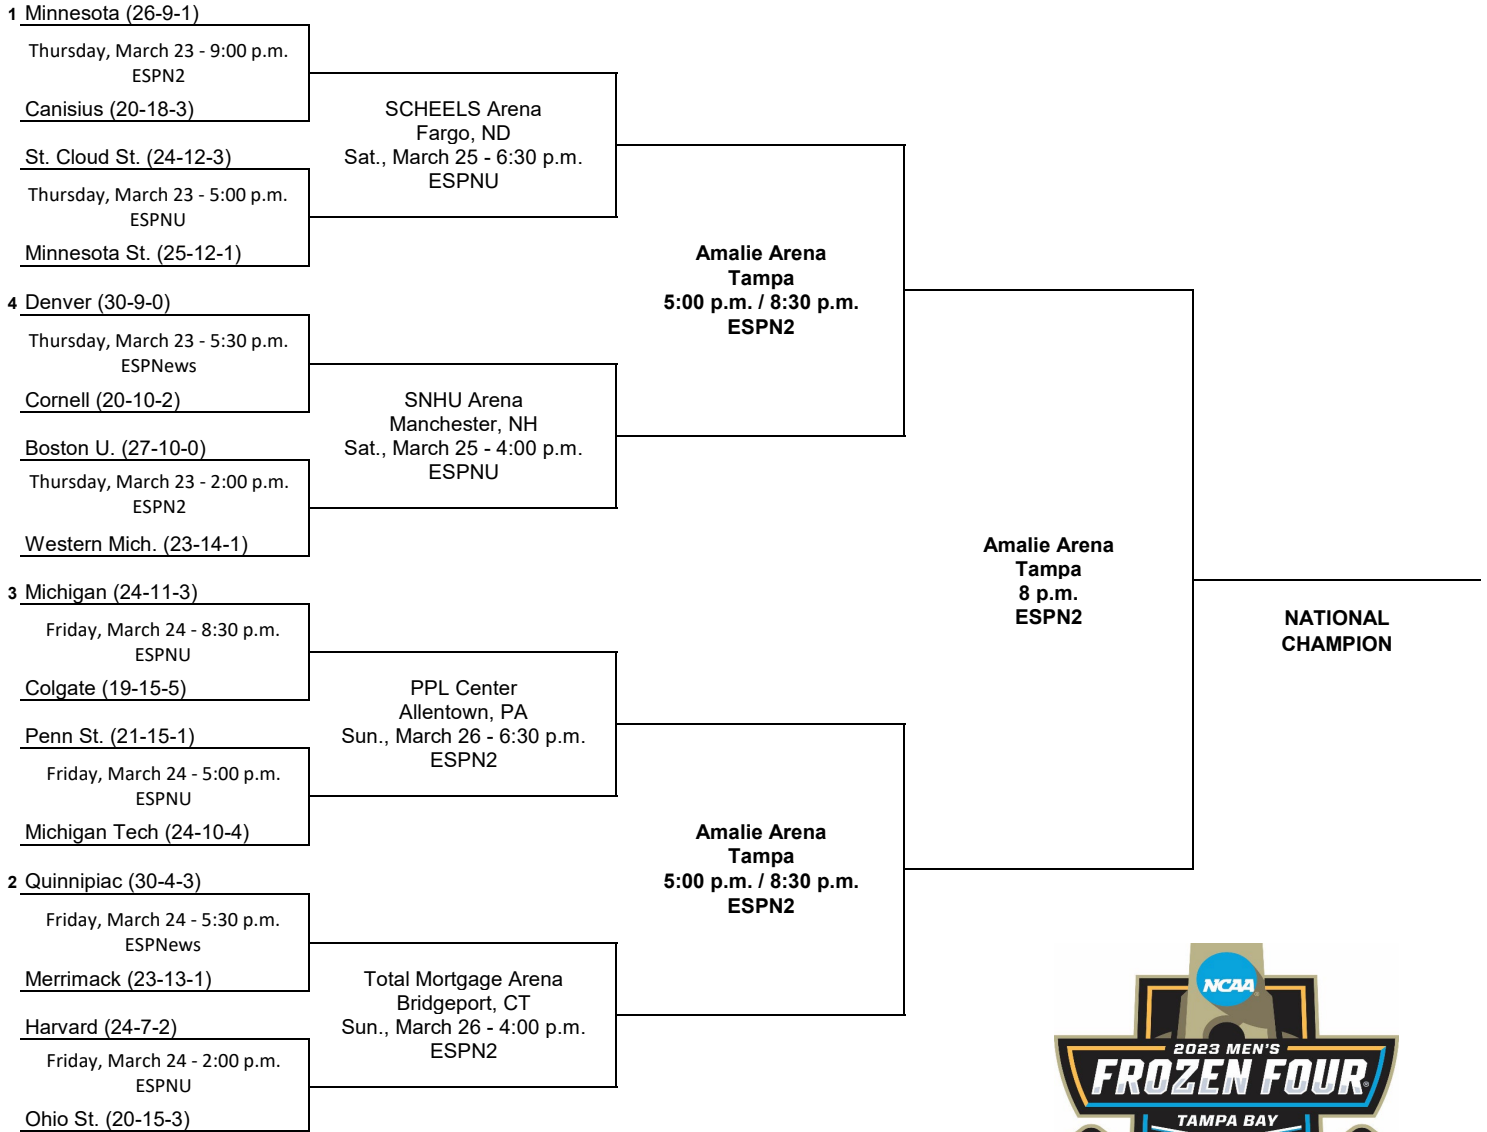 1 Minnesota (26-9-1)
Thursday, March 23 - 9:00 p.m.
ESPN2
Canisius (20-18-3)
SCHEELS Arena
Fargo, ND
Sat., March 25 - 6:30 p.m.
ESPNU
St. Cloud St. (24-12-3)
Thursday, March 23 - 5:00 p.m.
ESPNU
Minnesota St. (25-12-1)
Amalie Arena
Tampa
5:00 p.m. / 8:30 p.m.
ESPN2
4 Denver (30-9-0)
Thursday, March 23 - 5:30 p.m.
ESPNews
Cornell (20-10-2)
SNHU Arena
Manchester, NH
Sat., March 25 - 4:00 p.m.
ESPNU
Boston U. (27-10-0)
Thursday, March 23 - 2:00 p.m.
ESPN2
Western Mich. (23-14-1)
Amalie Arena
Tampa
8 p.m.
ESPN2
NATIONAL
CHAMPION
3 Michigan (24-11-3)
Friday, March 24 - 8:30 p.m.
ESPNU
Colgate (19-15-5)
PPL Center
Allentown, PA
Sun., March 26 - 6:30 p.m.
ESPN2
Penn St. (21-15-1)
Friday, March 24 - 5:00 p.m.
ESPNU
Michigan Tech (24-10-4)
Amalie Arena
Tampa
5:00 p.m. / 8:30 p.m.
ESPN2
2 Quinnipiac (30-4-3)
Friday, March 24 - 5:30 p.m.
ESPNews
Merrimack (23-13-1)
Total Mortgage Arena
Bridgeport, CT
Sun., March 26 - 4:00 p.m.
ESPN2
Harvard (24-7-2)
Friday, March 24 - 2:00 p.m.
ESPNU
Ohio St. (20-15-3)
NCAA
2023 MEN'S
FROZEN FOUR®
TAMPA BAY